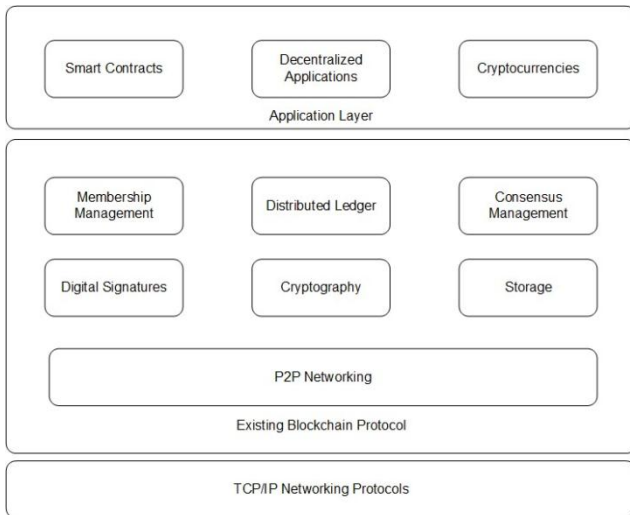 Smart Contracts
Decentralized
Applications
Cryptocurrencies
Application Layer
Membership
Management
Distributed Ledger
Consensus
Management
Digital Signatures
Cryptography
Storage
P2P Networking
Existing Blockchain Protocol
TCP/IP Networking Protocols